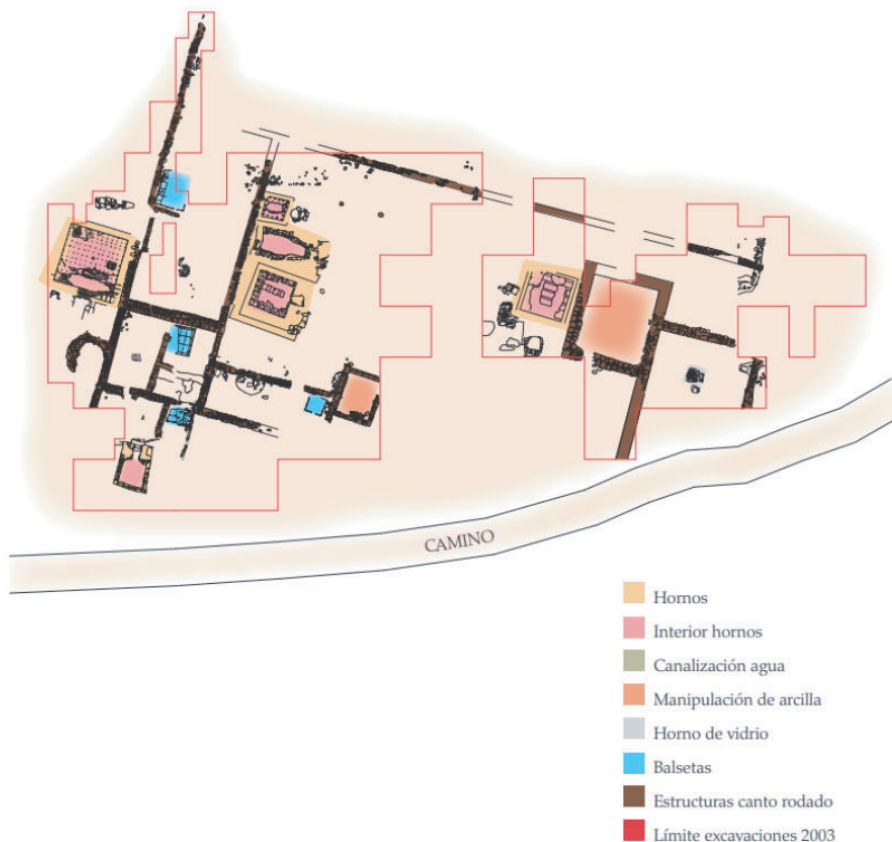 CAMINO
Hornos
Interior hornos
Canalización agua
Manipulación de arcilla
Horno de vidrio
Balsetas
Estructuras canto rodado
Límite excavaciones 2003